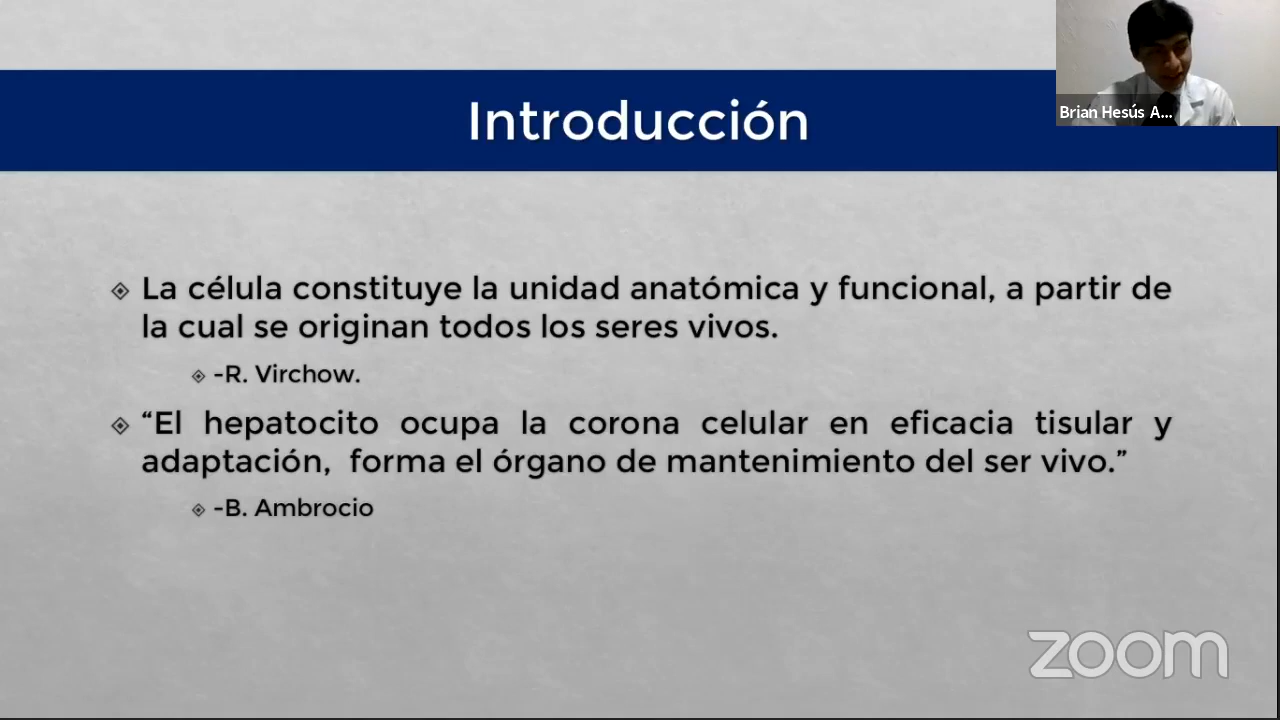 Introducción
Brian Hesús A...
La célula constituye la unidad anatómica y funcional, a partir de
la cual se originan todos los seres vivos.
-R. Virchow.
“El hepatocito ocupa la corona celular en eficacia tisular y
adaptación, forma el órgano de mantenimiento del ser vivo.”
-B. Ambrocio
zoom